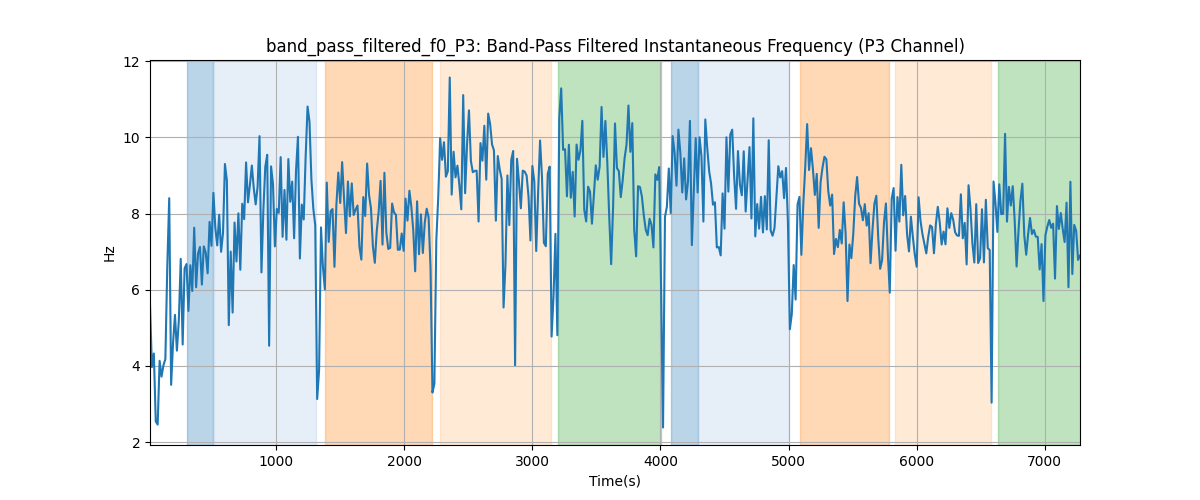 band_pass_filtered_f0_P3: Band-Pass Filtered Instantaneous Frequency (P3 Channel)
12
10
8
6
4
2
Hz
1000 2000 3000 4000 5000 6000 7000
Time(s)